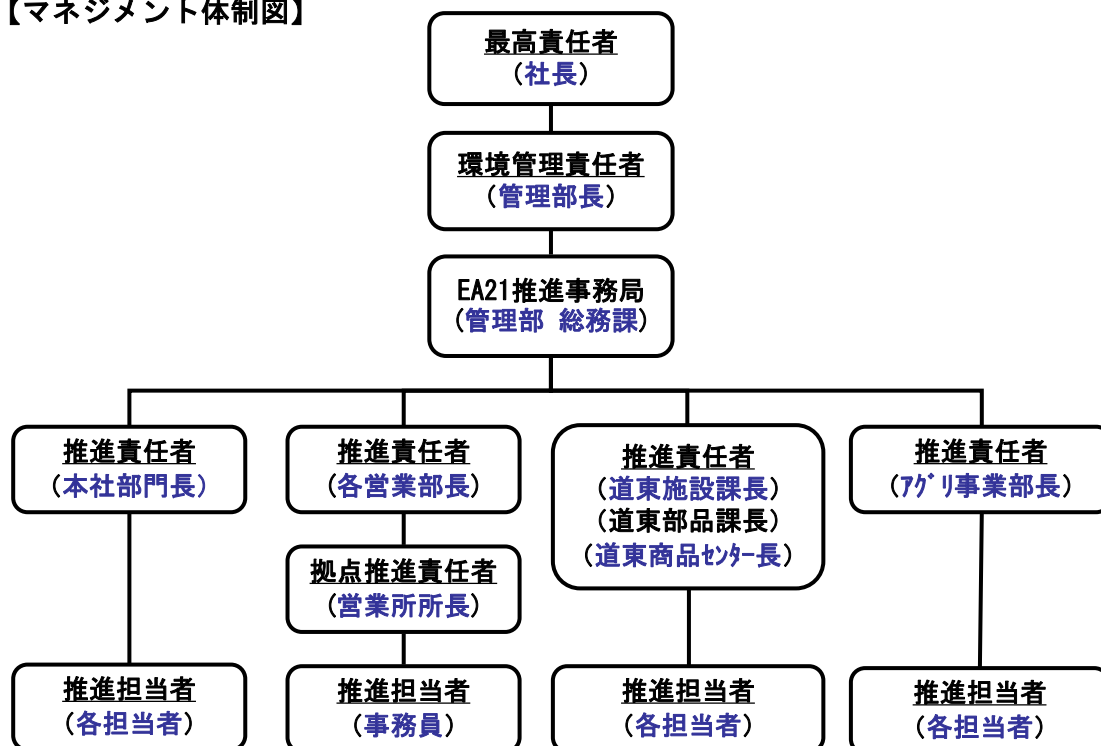 【マネジメント体制図】
最高責任者
（社長）
環境管理責任者
（管理部長）
EA21推進事務局
（管理部 総務課）
推進責任者
（本社部門長）
推進責任者
（各営業部長）
推進責任者
（道東施設課長）
（道東部品課長）
（道東商品ｾﾝﾀｰ長）
推進責任者
（ｱｸﾞﾘ事業部長）
拠点推進責任者
（営業所所長）
推進担当者
（各担当者）
推進担当者
（事務員）
推進担当者
（各担当者）
推進担当者
（各担当者）